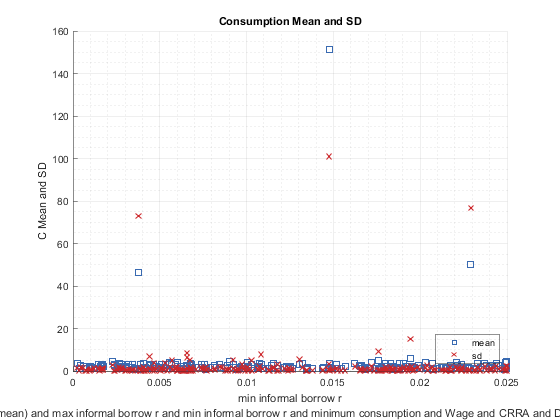 Consumption Mean and SD
160
140
120
100
80
60
40
20
0
C Mean and SD
mean
sd
0 0.005 0.01 0.015 0.02 0.025
min informal borrow r
mean) and max informal borrow r and min informal borrow r and minimum consumption and Wage and CRRA and